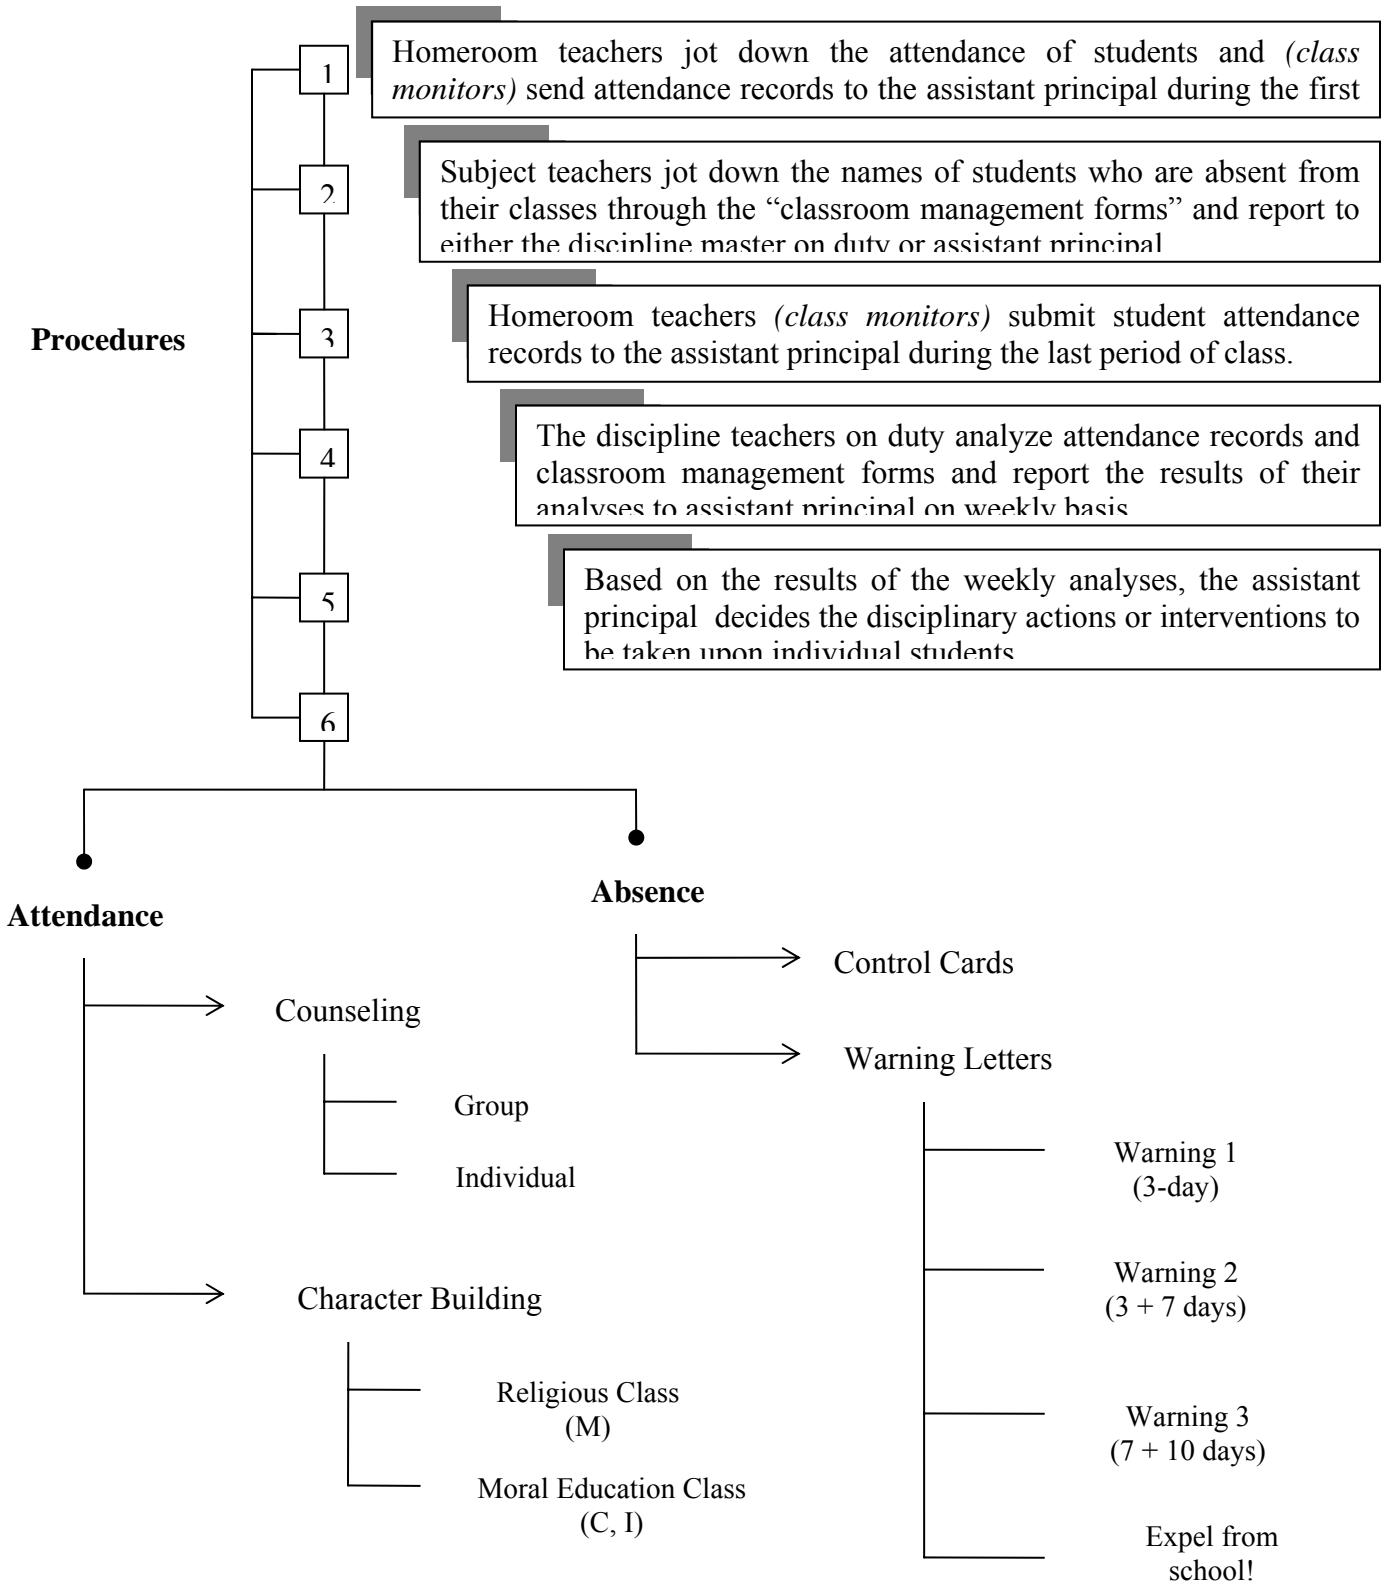 1
Homeroom teachers jot down the attendance of students and (class
monitors) send attendance records to the assistant principal during the first
2
Subject teachers jot down the names of students who are absent from
their classes through the “classroom management forms” and report to
either the discipline master on duty or assistant principal
Procedures
3
Homeroom teachers (class monitors) submit student attendance
records to the assistant principal during the last period of class.
4
The discipline teachers on duty analyze attendance records and
classroom management forms and report the results of their
analyses to assistant principal on weekly basis
5
Based on the results of the weekly analyses, the assistant
principal decides the disciplinary actions or interventions to
be taken upon individual students
6
Attendance
Counseling
Group
Individual
Character Building
Religious Class
(M)
Moral Education Class
(C, I)
Absence
Control Cards
Warning Letters
Warning 1
(3-day)
Warning 2
(3 + 7 days)
Warning 3
(7 + 10 days)
Expel from
school!